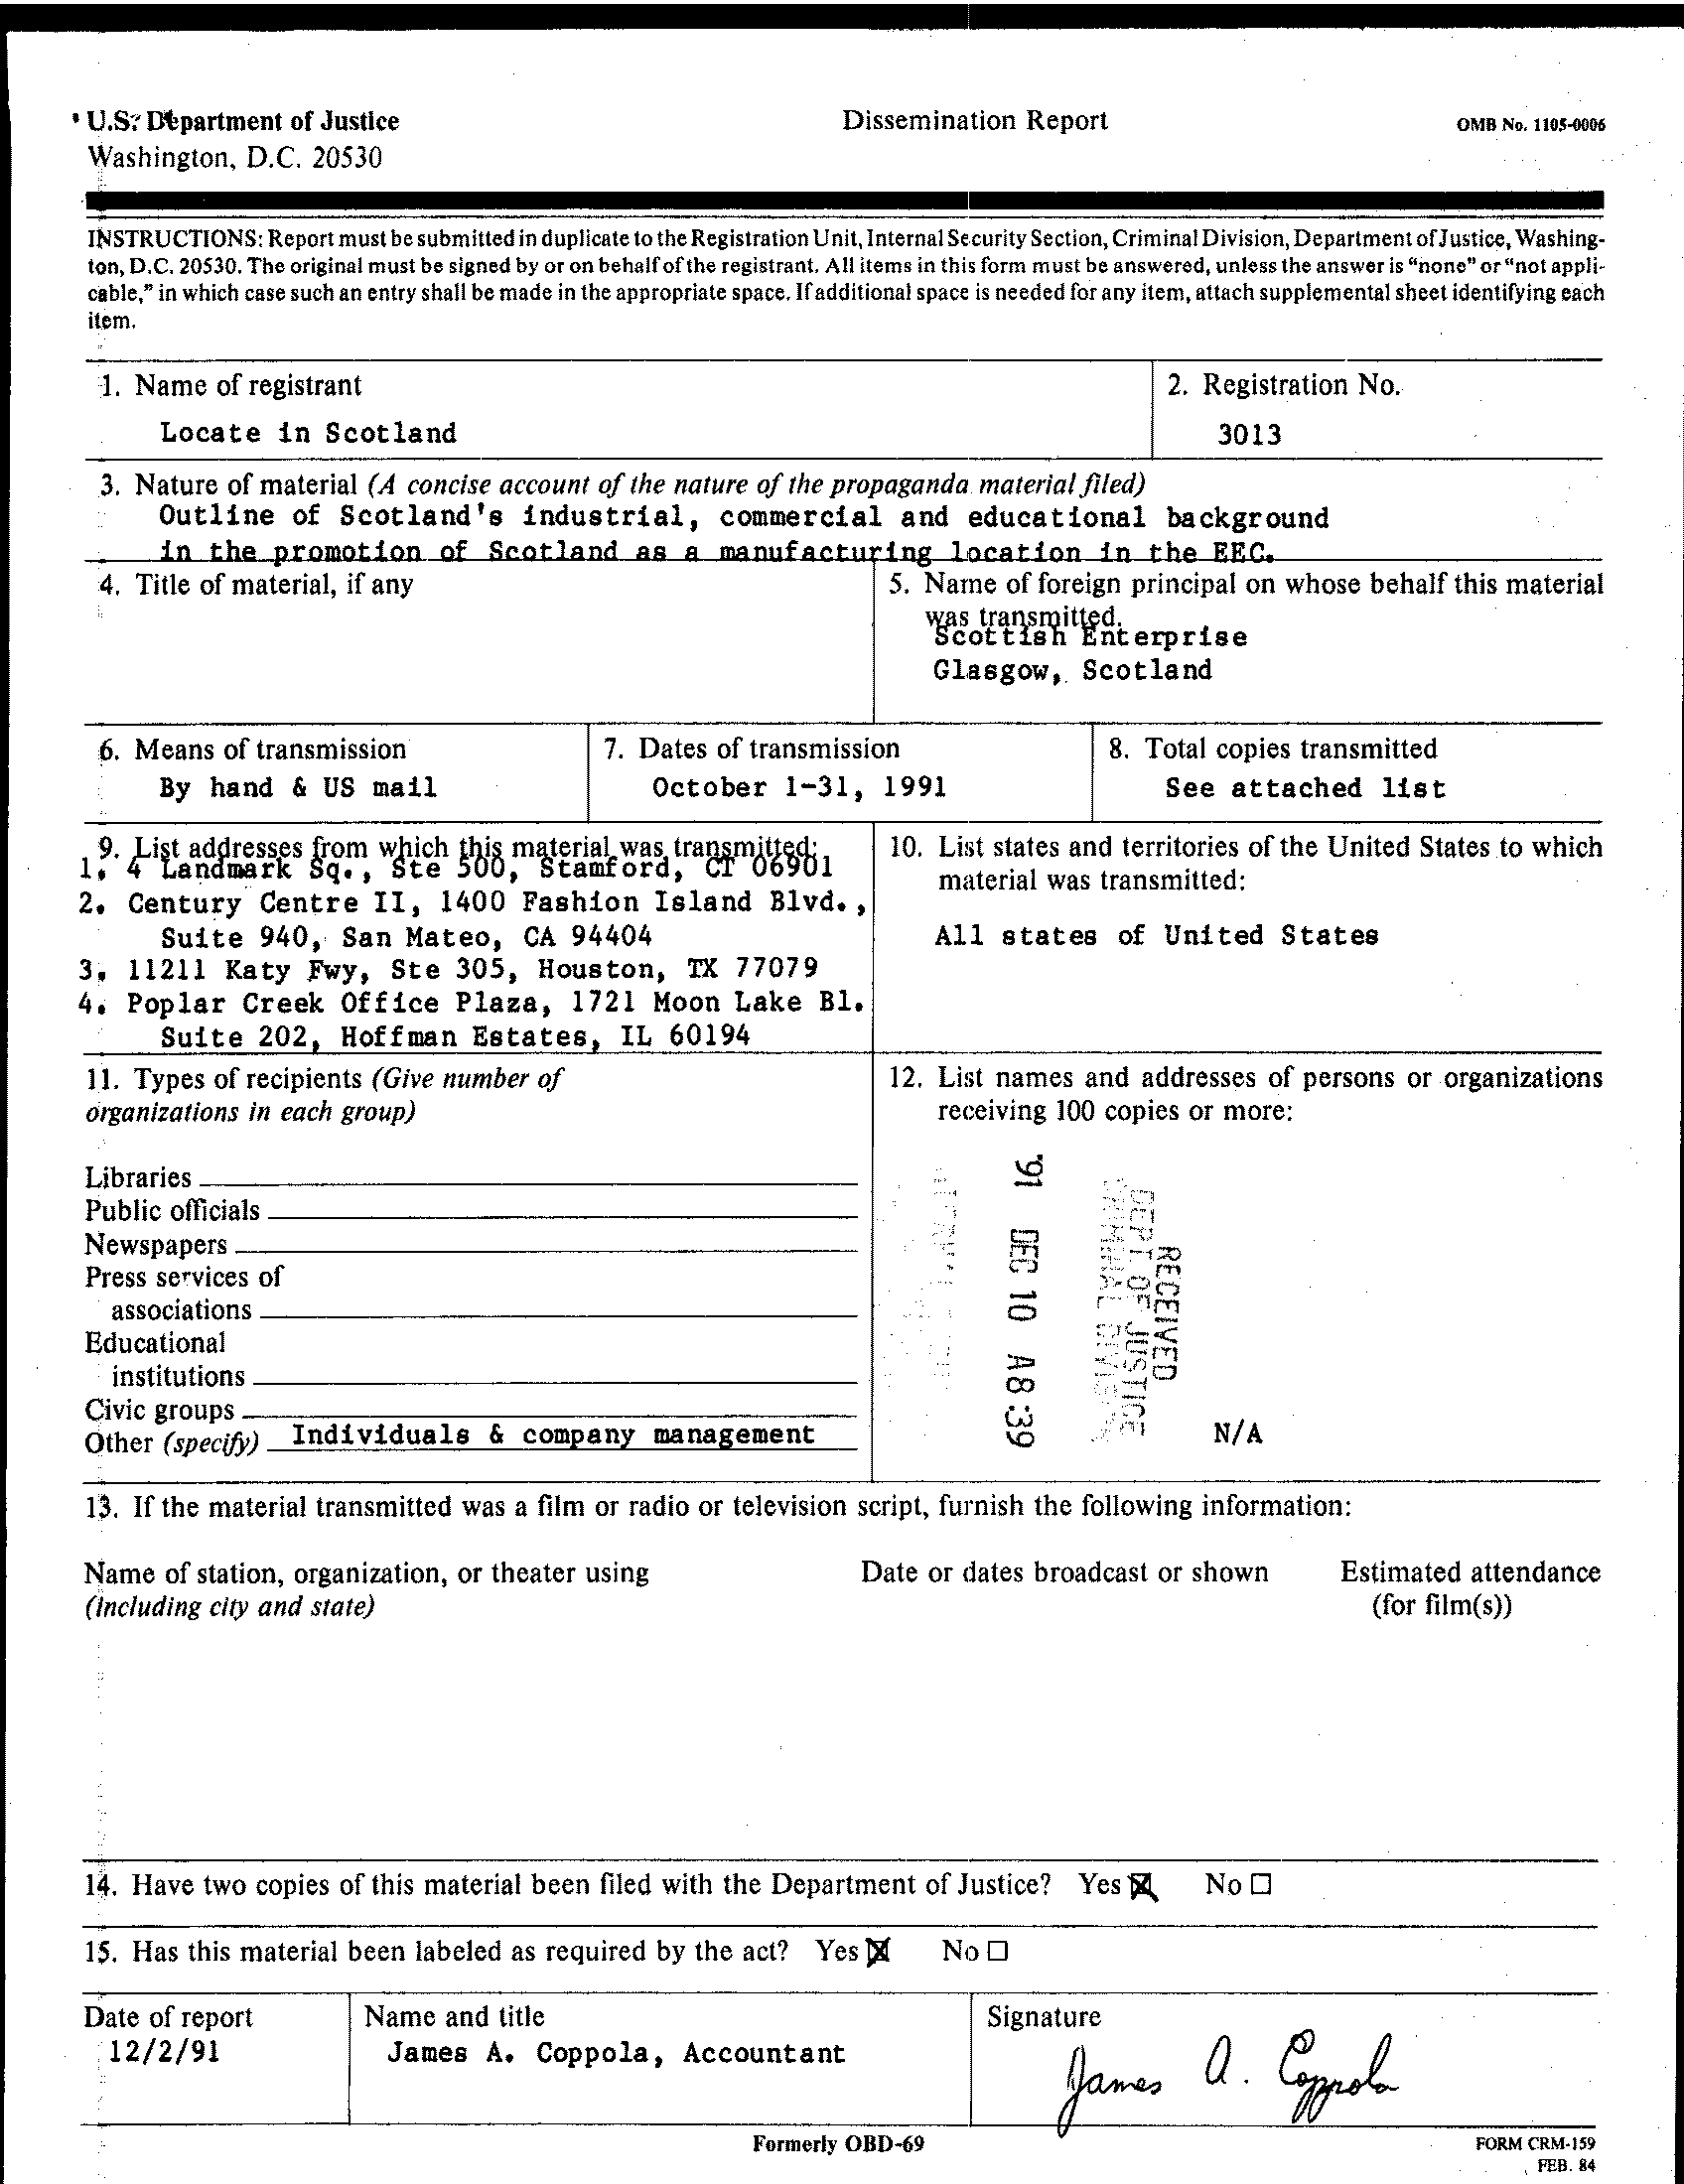 U.S. Department of Justice
Washington, D.C. 20530
Dissemination Report
OMB No. 1105-0006
INSTRUCTIONS: Report must be submitted in duplicate to the Registration Unit, Internal Security Section, Criminal Division, Department of Justice, Washing-
ton, D.C. 20530. The original must be signed by or on behalf of the registrant. All items in this form must be answered, unless the answer is "none" or "not appli-
cable," in which case such an entry shall be made in the appropriate space. If additional space is needed for any item, attach supplemental sheet identifying each
item.
1. Name of registrant
Locate in Scotland
2. Registration No.
3013
3. Nature of material (A concise account of the nature of the propaganda material filed)
Outline of Scotland's industrial, commercial and educational background
in the promotion of Scotland as a manufacturing location in the EEC.
4. Title of material, if any
5. Name of foreign principal on whose behalf this material
was transmitted.
Scottish Enterprise
Glasgow, Scotland
6. Means of transmission
By hand & US mail
7. Dates of transmission
October 1-31, 1991
8. Total copies transmitted
See attached list
9. List addresses from which this material was transmitted:
1. 4 Landmark Sq., Ste 500, Stamford, CT 06901
2. Century Centre II, 1400 Fashion Island Blvd.,
Suite 940, San Mateo, CA 94404
3. 11211 Katy Fwy, Ste 305, Houston, TX 77079
4. Poplar Creek Office Plaza, 1721 Moon Lake Bl.
Suite 202, Hoffman Estates, IL 60194
10. List states and territories of the United States to which
material was transmitted:
All states of United States
11. Types of recipients (Give number of
organizations in each group)
Libraries
Public officials
Newspapers
Press services of
associations
Educational
institutions
Civic groups
Other (specify) Individuals & company management
12. List names and addresses of persons or organizations
receiving 100 copies or more:
RECEIVED
DEPT OF JUSTICE
'91 DEC 10 A8:39
N/A
13. If the material transmitted was a film or radio or television script, furnish the following information:
Name of station, organization, or theater using
(including city and state)
Date or dates broadcast or shown
Estimated attendance
(for film(s))
14. Have two copies of this material been filed with the Department of Justice? Yes ☒ No ☐
15. Has this material been labeled as required by the act? Yes ☒ No ☐
Date of report
12/2/91
Name and title
James A. Coppola, Accountant
Signature
James A. Coppola
Formerly OBD-69
FORM CRM-159
FEB. 84